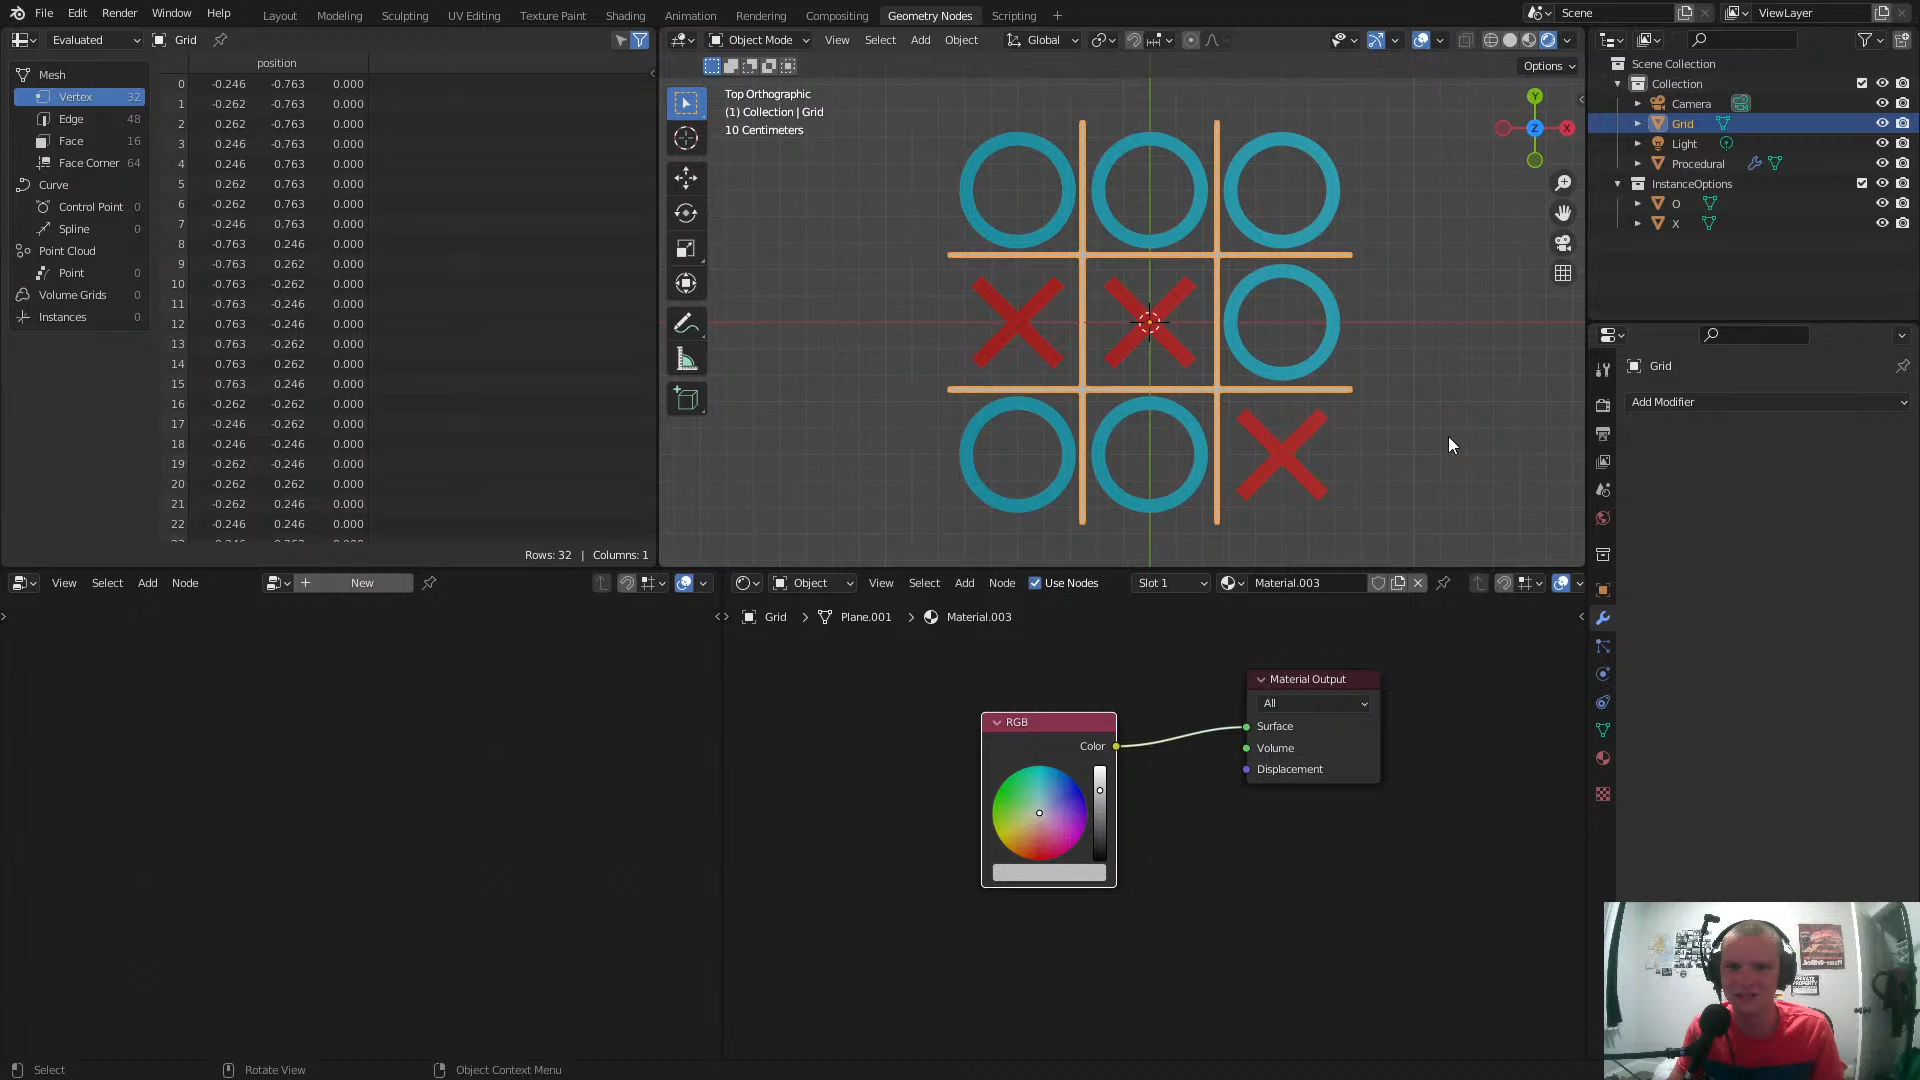 File Edit Render Window Help Layout Modeling Sculpting UV Editing Texture Paint Shading Animation Rendering Compositing Geometry Nodes Scripting + Scene ViewLayer
Evaluated Grid Object Mode View Select Add Object Global
Options
Mesh
Vertex 32
Edge 48
Face 16
Face Corner 64
Curve
Control Point 0
Spline 0
Point Cloud
Point 0
Volume Grids 0
Instances 0
position
0 -0.246 -0.763 0.000
1 -0.262 -0.763 0.000
2 0.262 -0.763 0.000
3 0.246 -0.763 0.000
4 0.246 0.763 0.000
5 0.262 0.763 0.000
6 -0.262 0.763 0.000
7 -0.246 0.763 0.000
8 -0.763 0.246 0.000
9 -0.763 0.262 0.000
10 -0.763 -0.262 0.000
11 -0.763 -0.246 0.000
12 0.763 -0.246 0.000
13 0.763 -0.262 0.000
14 0.763 0.262 0.000
15 0.763 0.246 0.000
16 -0.262 -0.262 0.000
17 -0.246 -0.262 0.000
18 -0.246 -0.246 0.000
19 -0.262 -0.246 0.000
20 -0.262 0.262 0.000
21 -0.262 0.246 0.000
22 -0.246 0.246 0.000
Rows: 32 | Columns: 1
Top Orthographic
(1) Collection | Grid
10 Centimeters
Y
Z
X
Scene Collection
Collection
Camera
Grid
Light
Procedural
InstanceOptions
O
X
Grid
Add Modifier
View Select Add Node + New
Object View Select Add Node Use Nodes Slot 1 Material.003
Grid > Plane.001 > Material.003
RGB
Color
Material Output
All
Surface
Volume
Displacement
Select Rotate View Object Context Menu